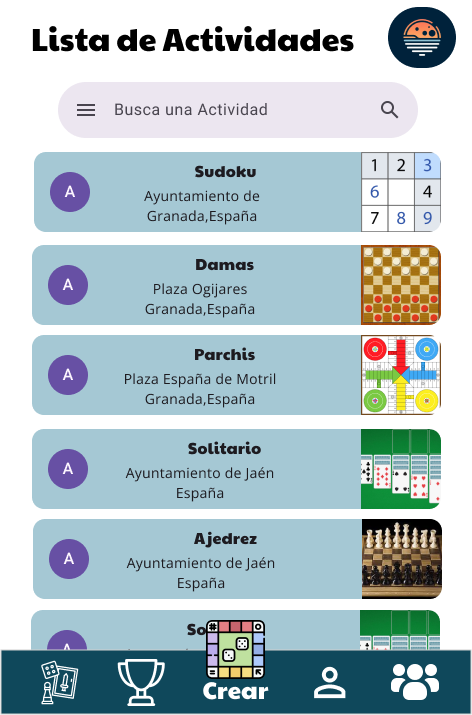 Lista de Actividades
Busca una Actividad
A
Sudoku
Ayuntamiento de
Granada,España
1 2 3
6 4
7 8 9
A
Damas
Plaza Ogijares
Granada,España
A
Parchis
Plaza España de Motril
Granada,España
A
Solitario
Ayuntamiento de Jaén
España
A
Ajedrez
Ayuntamiento de Jaén
España
So
Crear